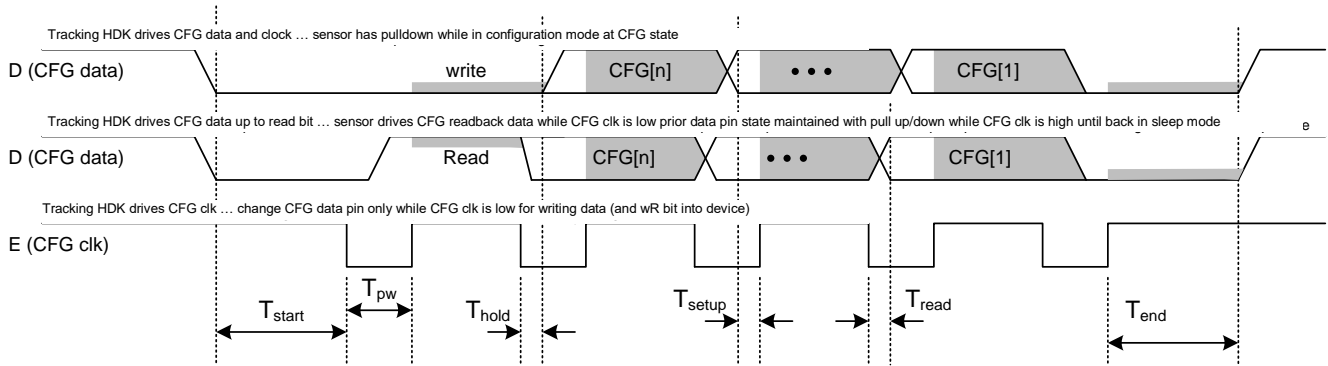 Tracking HDK drives CFG data and clock … sensor has pulldown while in configuration mode at CFG state
D (CFG data)
write
CFG[n]
• • •
CFG[1]
Tracking HDK drives CFG data up to read bit … sensor drives CFG readback data while CFG clk is low prior data pin state maintained with pull up/down while CFG clk is high until back in sleep mode
D (CFG data)
Read
CFG[n]
• • •
CFG[1]
Tracking HDK drives CFG clk … change CFG data pin only while CFG clk is low for writing data (and wR bit into device)
E (CFG clk)
Tstart
Tpw
Thold
Tsetup
Tread
Tend